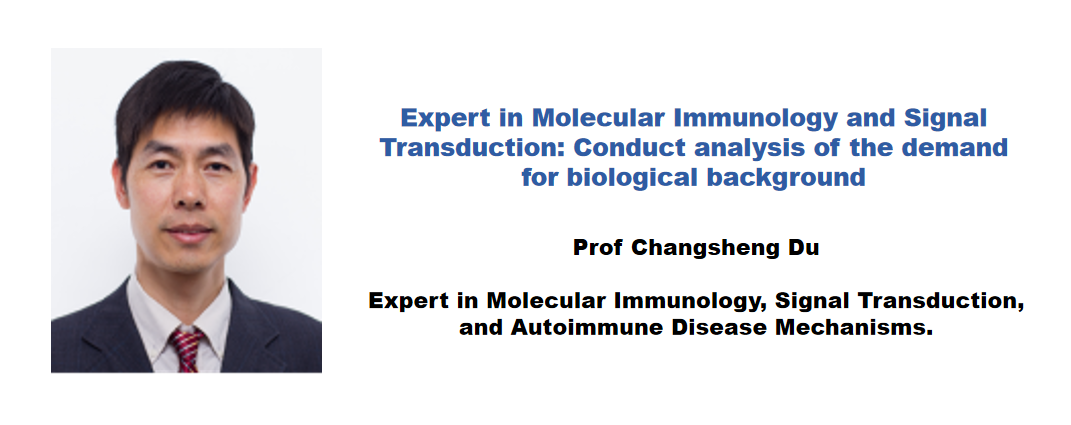 Expert in Molecular Immunology and Signal
Transduction: Conduct analysis of the demand
for biological background
Prof Changsheng Du
Expert in Molecular Immunology, Signal Transduction,
and Autoimmune Disease Mechanisms.